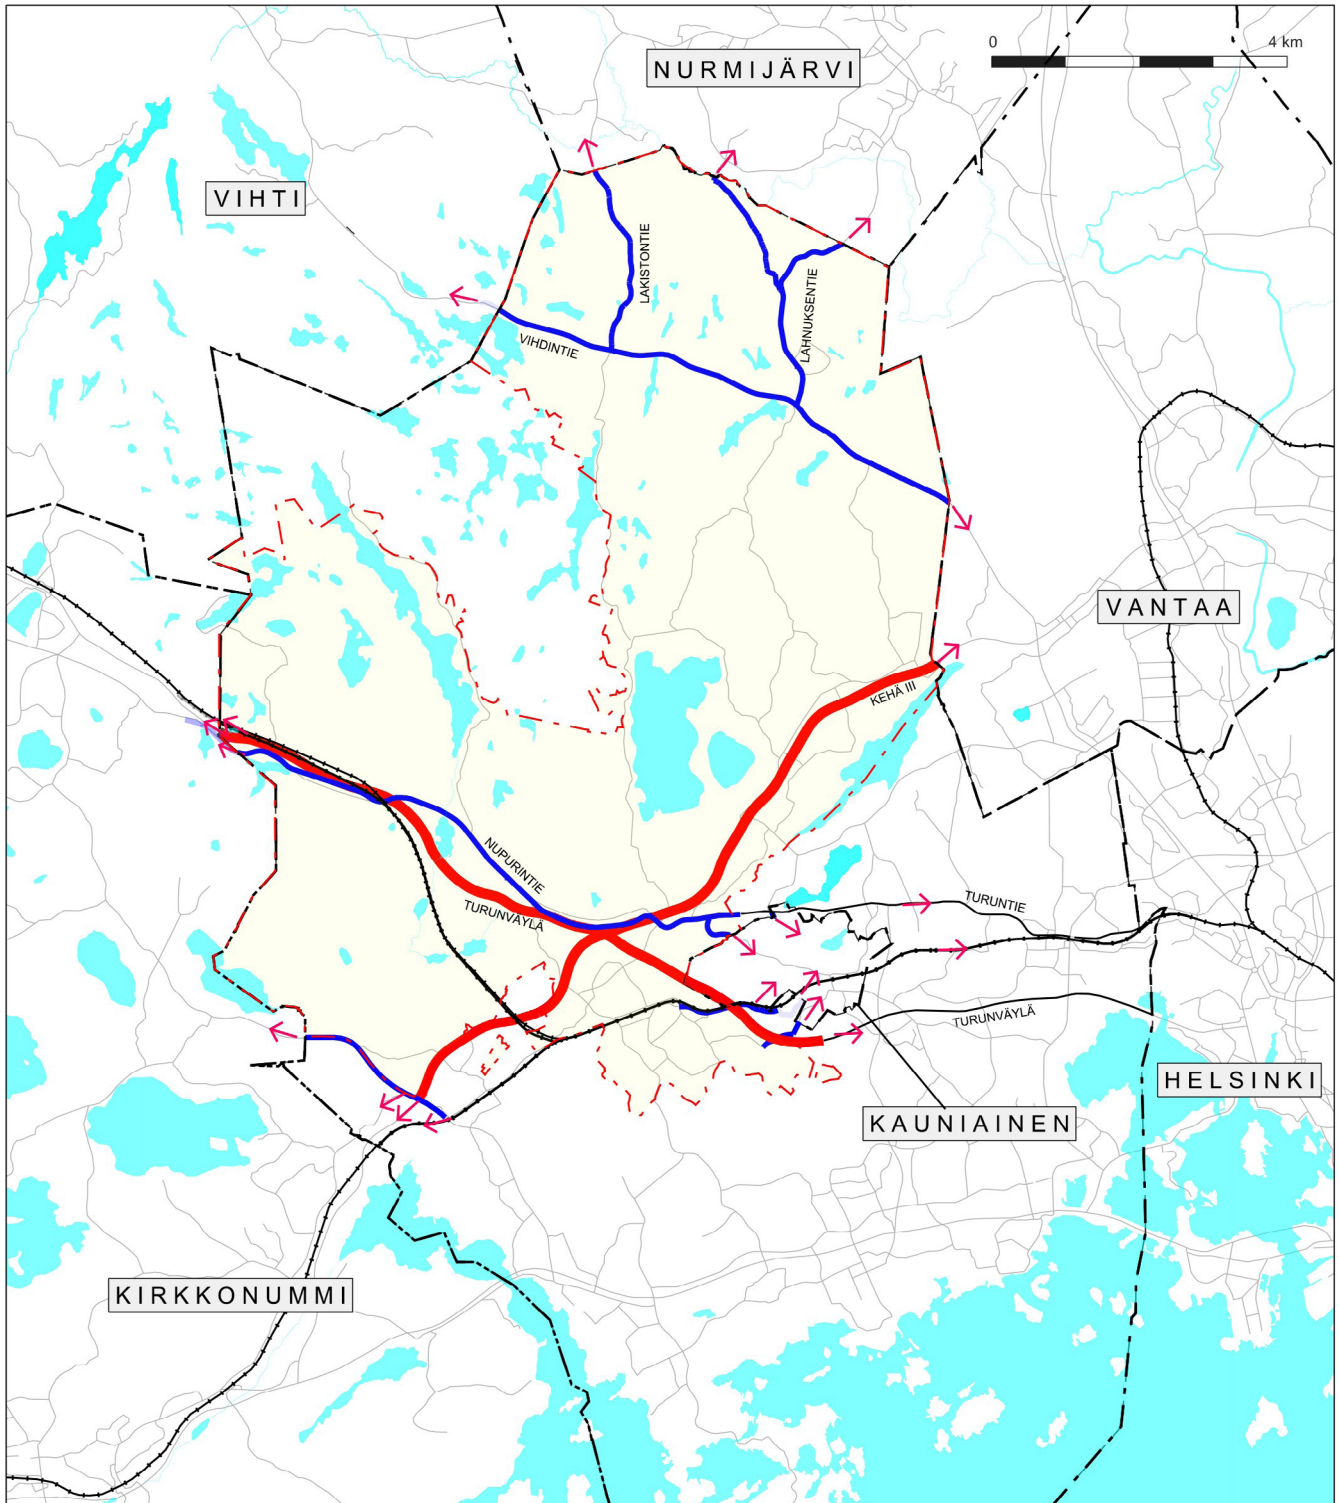 0 4 km
NURMIJÄRVI
VIHTI
LAKISTONTIE
LAHNUKSENTIE
VIHDINTIE
VANTAA
KEHÄ III
NUPURINTIE
TURUNVÄYLÄ
TURUNTIE
TURUNVÄYLÄ
HELSINKI
KAUNIAINEN
KIRKKONUMMI